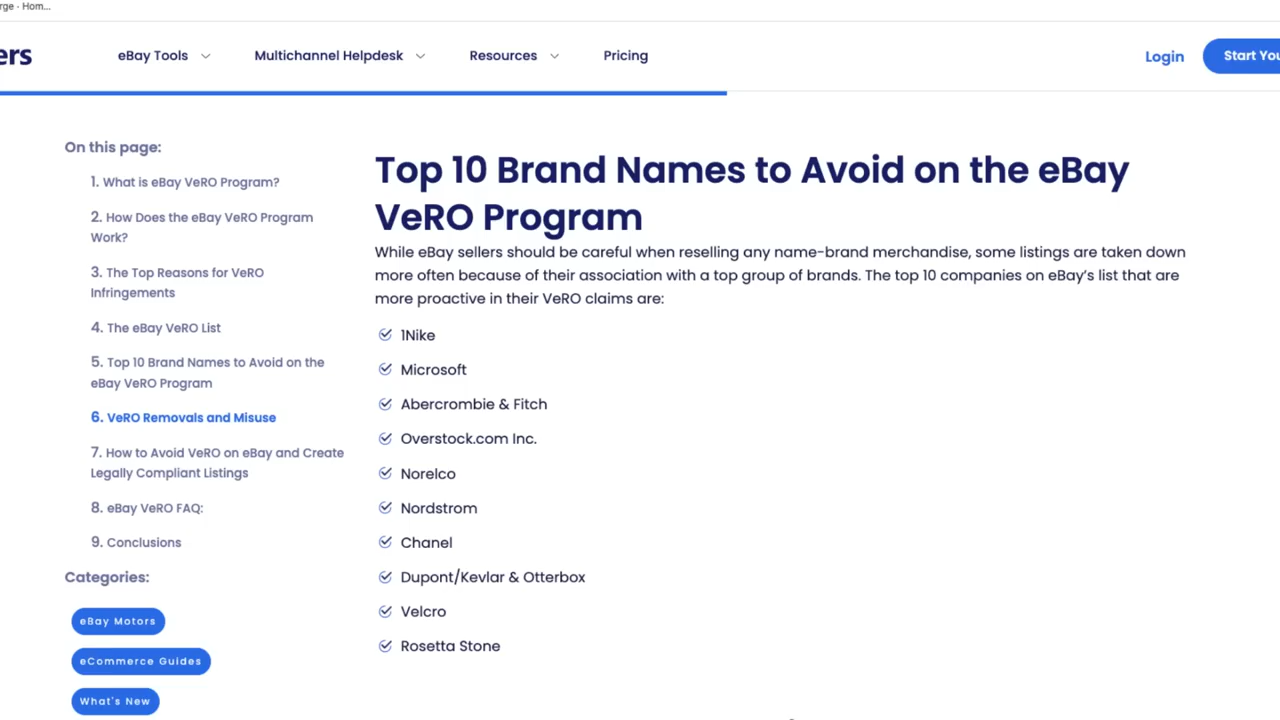 rge - Hom...
ers
eBay Tools
Multichannel Helpdesk
Resources
Pricing
Login
Start You
On this page:
1. What is eBay VeRO Program?
2. How Does the eBay VeRO Program
Work?
3. The Top Reasons for VeRO
Infringements
4. The eBay VeRO List
5. Top 10 Brand Names to Avoid on the
eBay VeRO Program
6. VeRO Removals and Misuse
7. How to Avoid VeRO on eBay and Create
Legally Compliant Listings
8. eBay VeRO FAQ:
9. Conclusions
Categories:
eBay Motors
eCommerce Guides
What's New
Top 10 Brand Names to Avoid on the eBay
VeRO Program
While eBay sellers should be careful when reselling any name-brand merchandise, some listings are taken down
more often because of their association with a top group of brands. The top 10 companies on eBay's list that are
more proactive in their VeRO claims are:
1Nike
Microsoft
Abercrombie & Fitch
Overstock.com Inc.
Norelco
Nordstrom
Chanel
Dupont/Kevlar & Otterbox
Velcro
Rosetta Stone